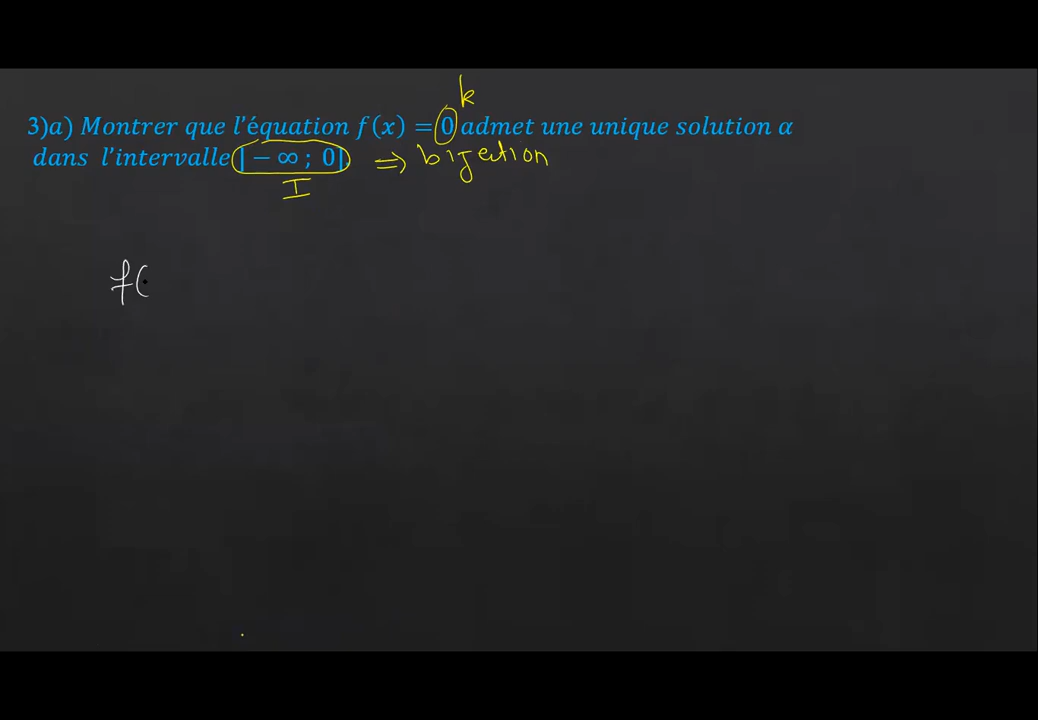 k
3)a) Montrer que l'équation f(x) = 0 admet une unique solution α
dans l'intervalle ]-∞ ; 0] ⇒ bijection
I
f(